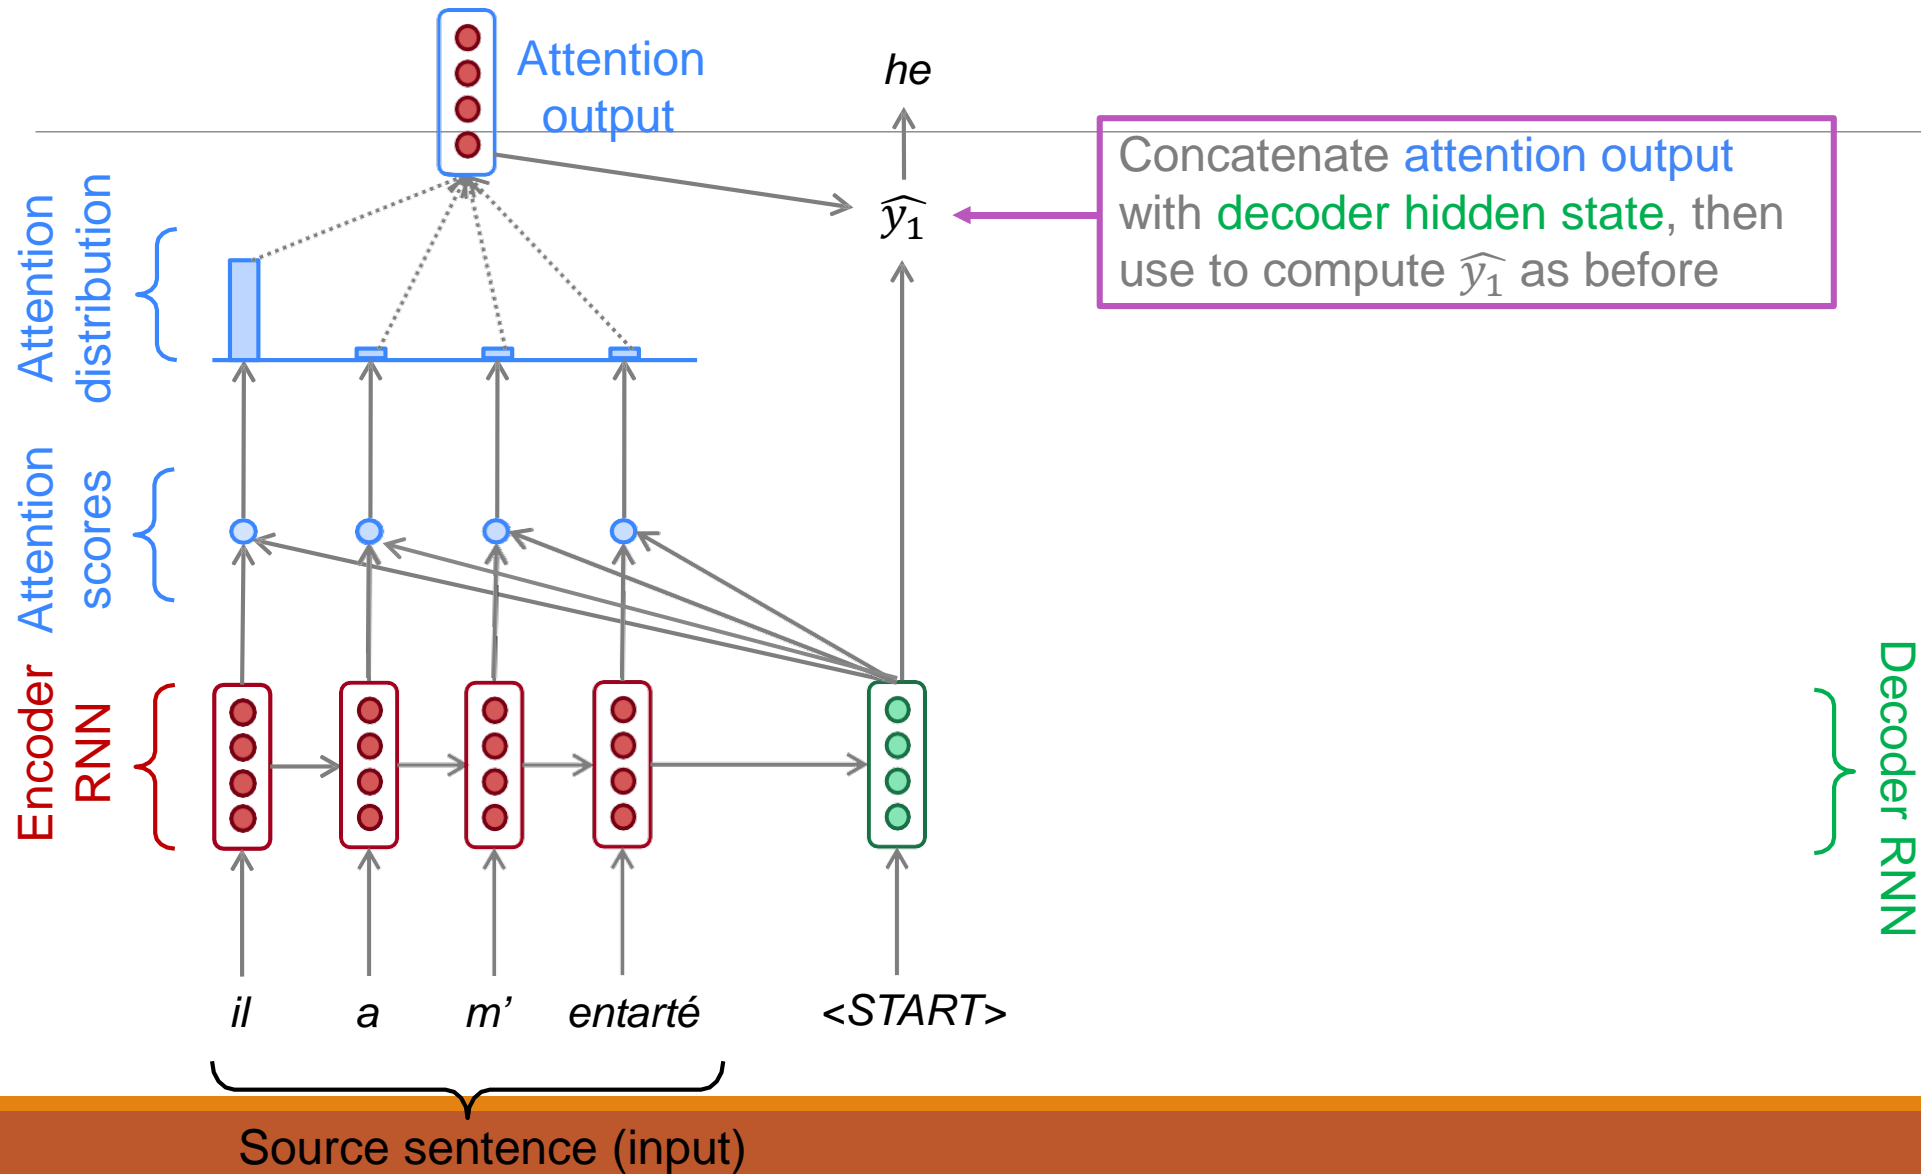 Attention
output
he
Concatenate attention output
with decoder hidden state, then
use to compute ŷ₁ as before
ŷ₁
Attention
distribution
Attention
scores
Encoder
RNN
Decoder RNN
il a m’ entarté <START>
Source sentence (input)